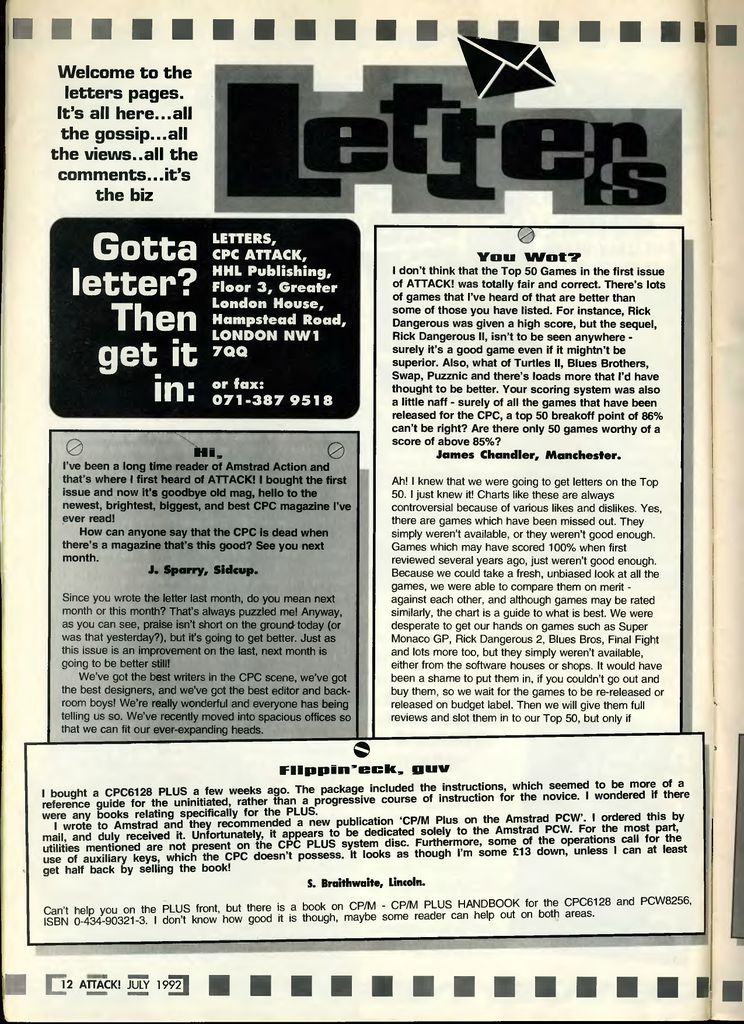 Welcome to the
letters pages.
It's all here...all
the gossip...all
the views..all the
comments...it's
the biz
Letters
Gotta
letter?
Then
get it
in:
LETTERS,
CPC ATTACK,
HHL Publishing,
Floor 3, Greater
London House,
Hampstead Road,
LONDON NW1
7QQ
or fax:
071-387 9518
Hi,
I've been a long time reader of Amstrad Action and
that's where I first heard of ATTACK! I bought the first
issue and now it's goodbye old mag, hello to the
newest, brightest, biggest, and best CPC magazine I've
ever read!
How can anyone say that the CPC is dead when
there's a magazine that's this good? See you next
month.
J. Sparry, Sidcup.
Since you wrote the letter last month, do you mean next
month or this month? That's always puzzled me! Anyway,
as you can see, praise isn't short on the ground today (or
was that yesterday?), but it's going to get better. Just as
this issue is an improvement on the last, next month is
going to be better still!
We've got the best writers in the CPC scene, we've got
the best designers, and we've got the best editor and back-
room boys! We're really wonderful and everyone has being
telling us so. We've recently moved into spacious offices so
that we can fit our ever-expanding heads.
You Wot?
I don't think that the Top 50 Games in the first issue
of ATTACK! was totally fair and correct. There's lots
of games that I've heard of that are better than
some of those you have listed. For instance, Rick
Dangerous was given a high score, but the sequel,
Rick Dangerous II, isn't to be seen anywhere -
surely it's a good game even if it mightn't be
superior. Also, what of Turtles II, Blues Brothers,
Swap, Puzznic and there's loads more that I'd have
thought to be better. Your scoring system was also
a little naff - surely of all the games that have been
released for the CPC, a top 50 breakoff point of 86%
can't be right? Are there only 50 games worthy of a
score of above 85%?
James Chandler, Manchester.
Ah! I knew that we were going to get letters on the Top
50. I just knew it! Charts like these are always
controversial because of various likes and dislikes. Yes,
there are games which have been missed out. They
simply weren't available, or they weren't good enough.
Games which may have scored 100% when first
reviewed several years ago, just weren't good enough.
Because we could take a fresh, unbiased look at all the
games, we were able to compare them on merit -
against each other, and although games may be rated
similarly, the chart is a guide to what is best. We were
desperate to get our hands on games such as Super
Monaco GP, Rick Dangerous 2, Blues Bros, Final Fight
and lots more too, but they simply weren't available,
either from the software houses or shops. It would have
been a shame to put them in, if you couldn't go out and
buy them, so we wait for the games to be re-released or
released on budget label. Then we will give them full
reviews and slot them in to our Top 50, but only if
Flippin'eck, guv
I bought a CPC6128 PLUS a few weeks ago. The package included the instructions, which seemed to be more of a
reference guide for the uninitiated, rather than a progressive course of instruction for the novice. I wondered if there
were any books relating specifically for the PLUS.
I wrote to Amstrad and they recommended a new publication 'CP/M Plus on the Amstrad PCW'. I ordered this by
mail, and duly received it. Unfortunately, it appears to be dedicated solely to the Amstrad PCW. For the most part,
utilities mentioned are not present on the CPC PLUS system disc. Furthermore, some of the operations call for the
use of auxiliary keys, which the CPC doesn't possess. It looks as though I'm some £13 down, unless I can at least
get half back by selling the book!
S. Braithwaite, Lincoln.
Can't help you on the PLUS front, but there is a book on CP/M - CP/M PLUS HANDBOOK for the CPC6128 and PCW8256,
ISBN 0-434-90321-3. I don't know how good it is though, maybe some reader can help out on both areas.
12 ATTACK! JULY 1992